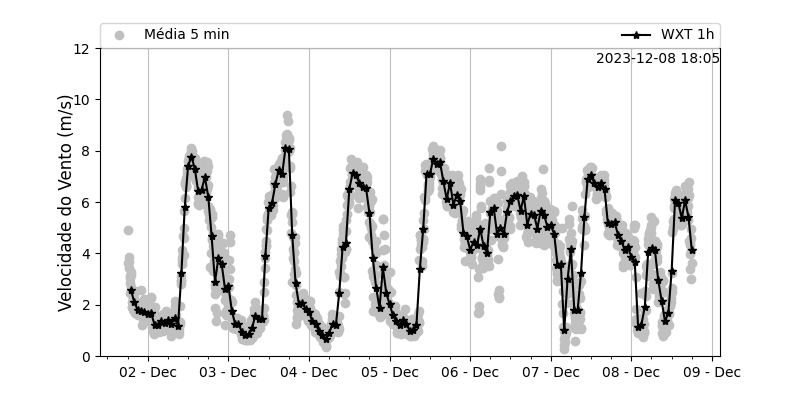 Média 5 min
WXT 1h
2023-12-08 18:05
Velocidade do Vento (m/s)
12
10
8
6
4
2
0
02 - Dec
03 - Dec
04 - Dec
05 - Dec
06 - Dec
07 - Dec
08 - Dec
09 - Dec